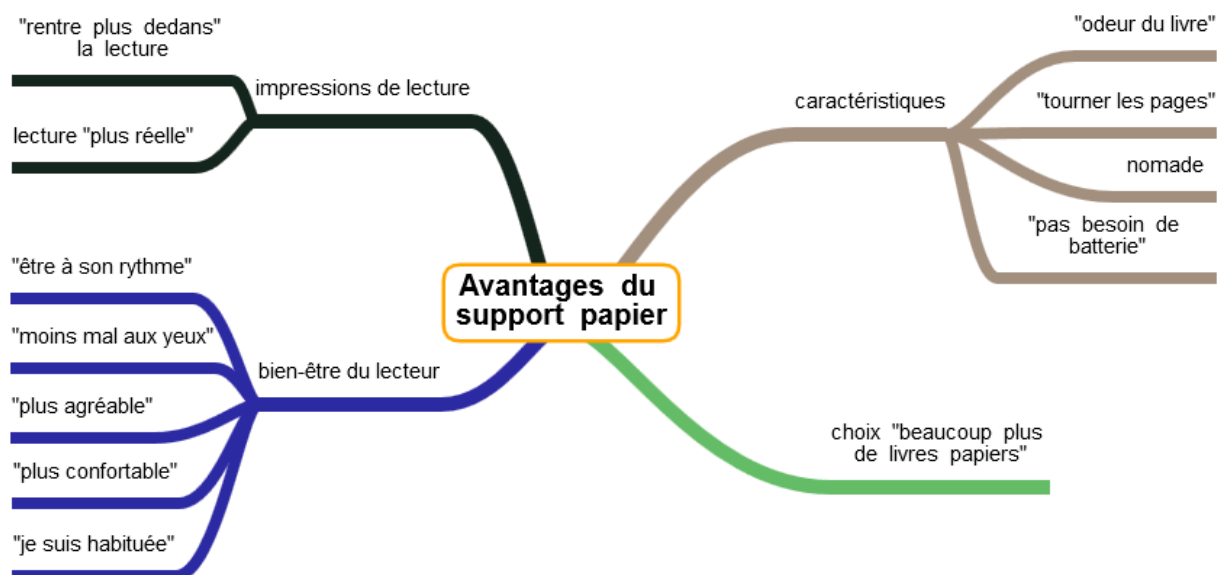 "rentre plus dedans"
la lecture
impressions de lecture
lecture "plus réelle"
"odeur du livre"
caractéristiques
"tourner les pages"
nomade
"pas besoin de
batterie"
Avantages du
support papier
"être à son rythme"
"moins mal aux yeux"
bien-être du lecteur
"plus agréable"
"plus confortable"
"je suis habituée"
choix "beaucoup plus
de livres papiers"